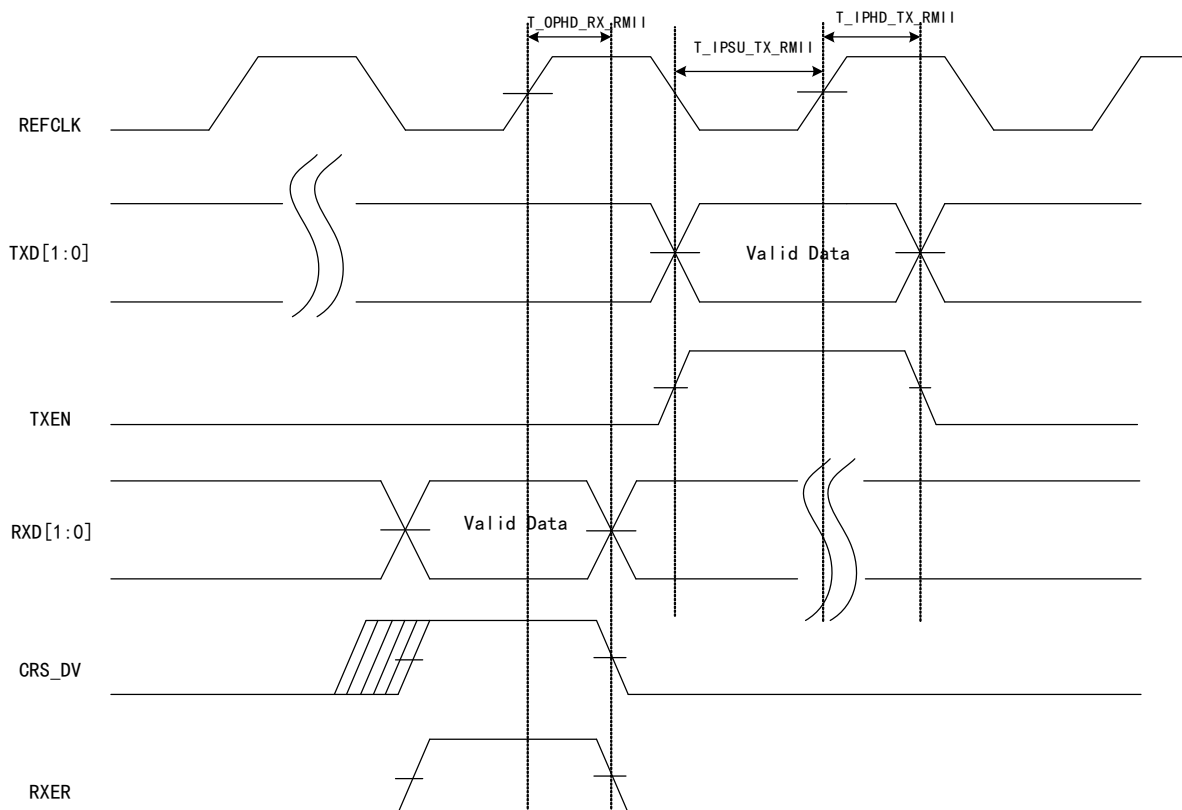 T_OPHD_RX_RMII
T_IPHD_TX_RMII
T_IPSU_TX_RMII
REFCLK
TXD[1:0]
Valid Data
TXEN
RXD[1:0]
Valid Data
CRS_DV
RXER